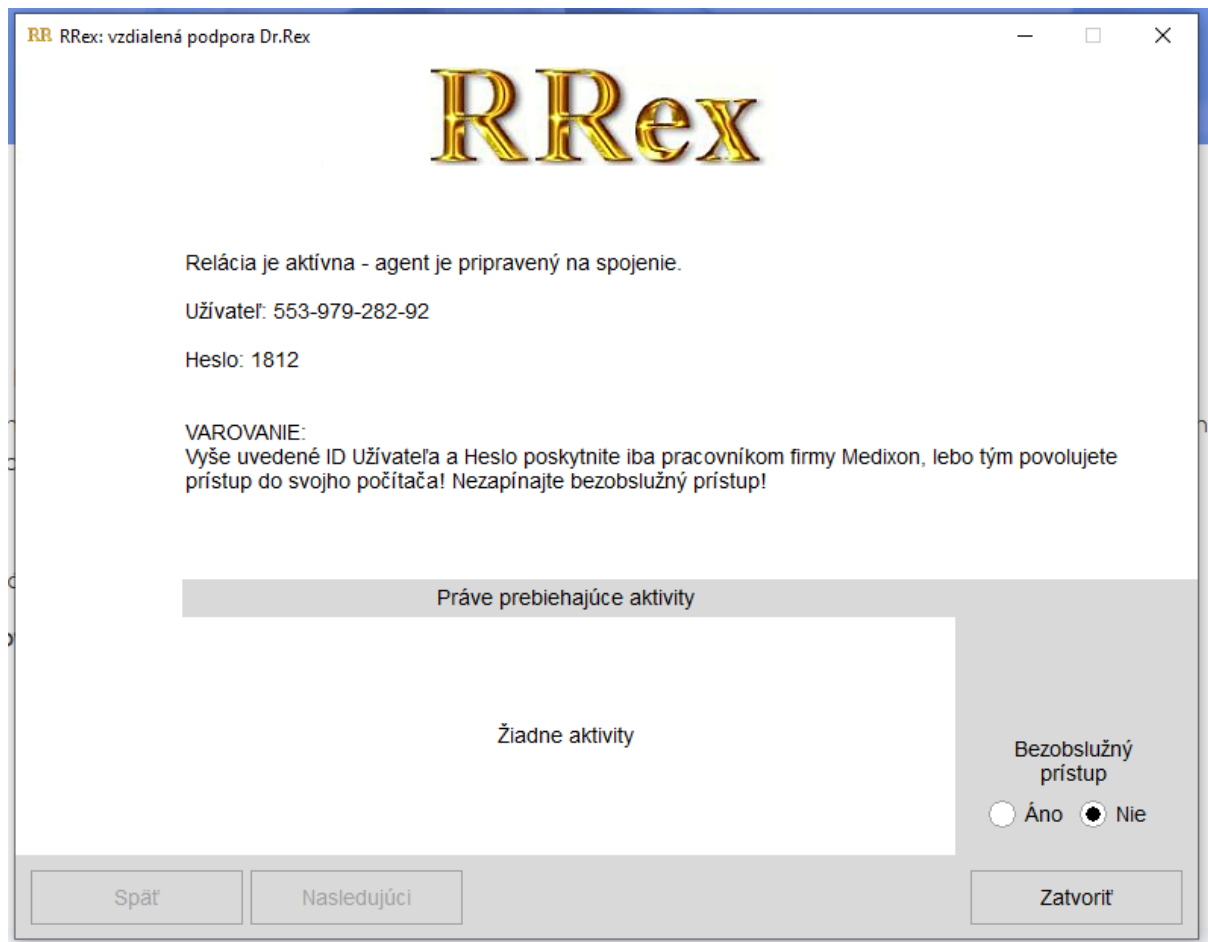 RR RRex: vzdialená podpora Dr.Rex
RRex
Relácia je aktívna - agent je pripravený na spojenie.
Užívateľ: 553-979-282-92
Heslo: 1812
VAROVANIE:
Vyše uvedené ID Užívateľa a Heslo poskytnite iba pracovníkom firmy Medixon, lebo tým povolujete
prístup do svojho počítača! Nezapínajte bezobslužný prístup!
Práve prebiehajúce aktivity
Žiadne aktivity
Bezobslužný
prístup
Áno Nie
Späť Nasledujúci Zatvoriť